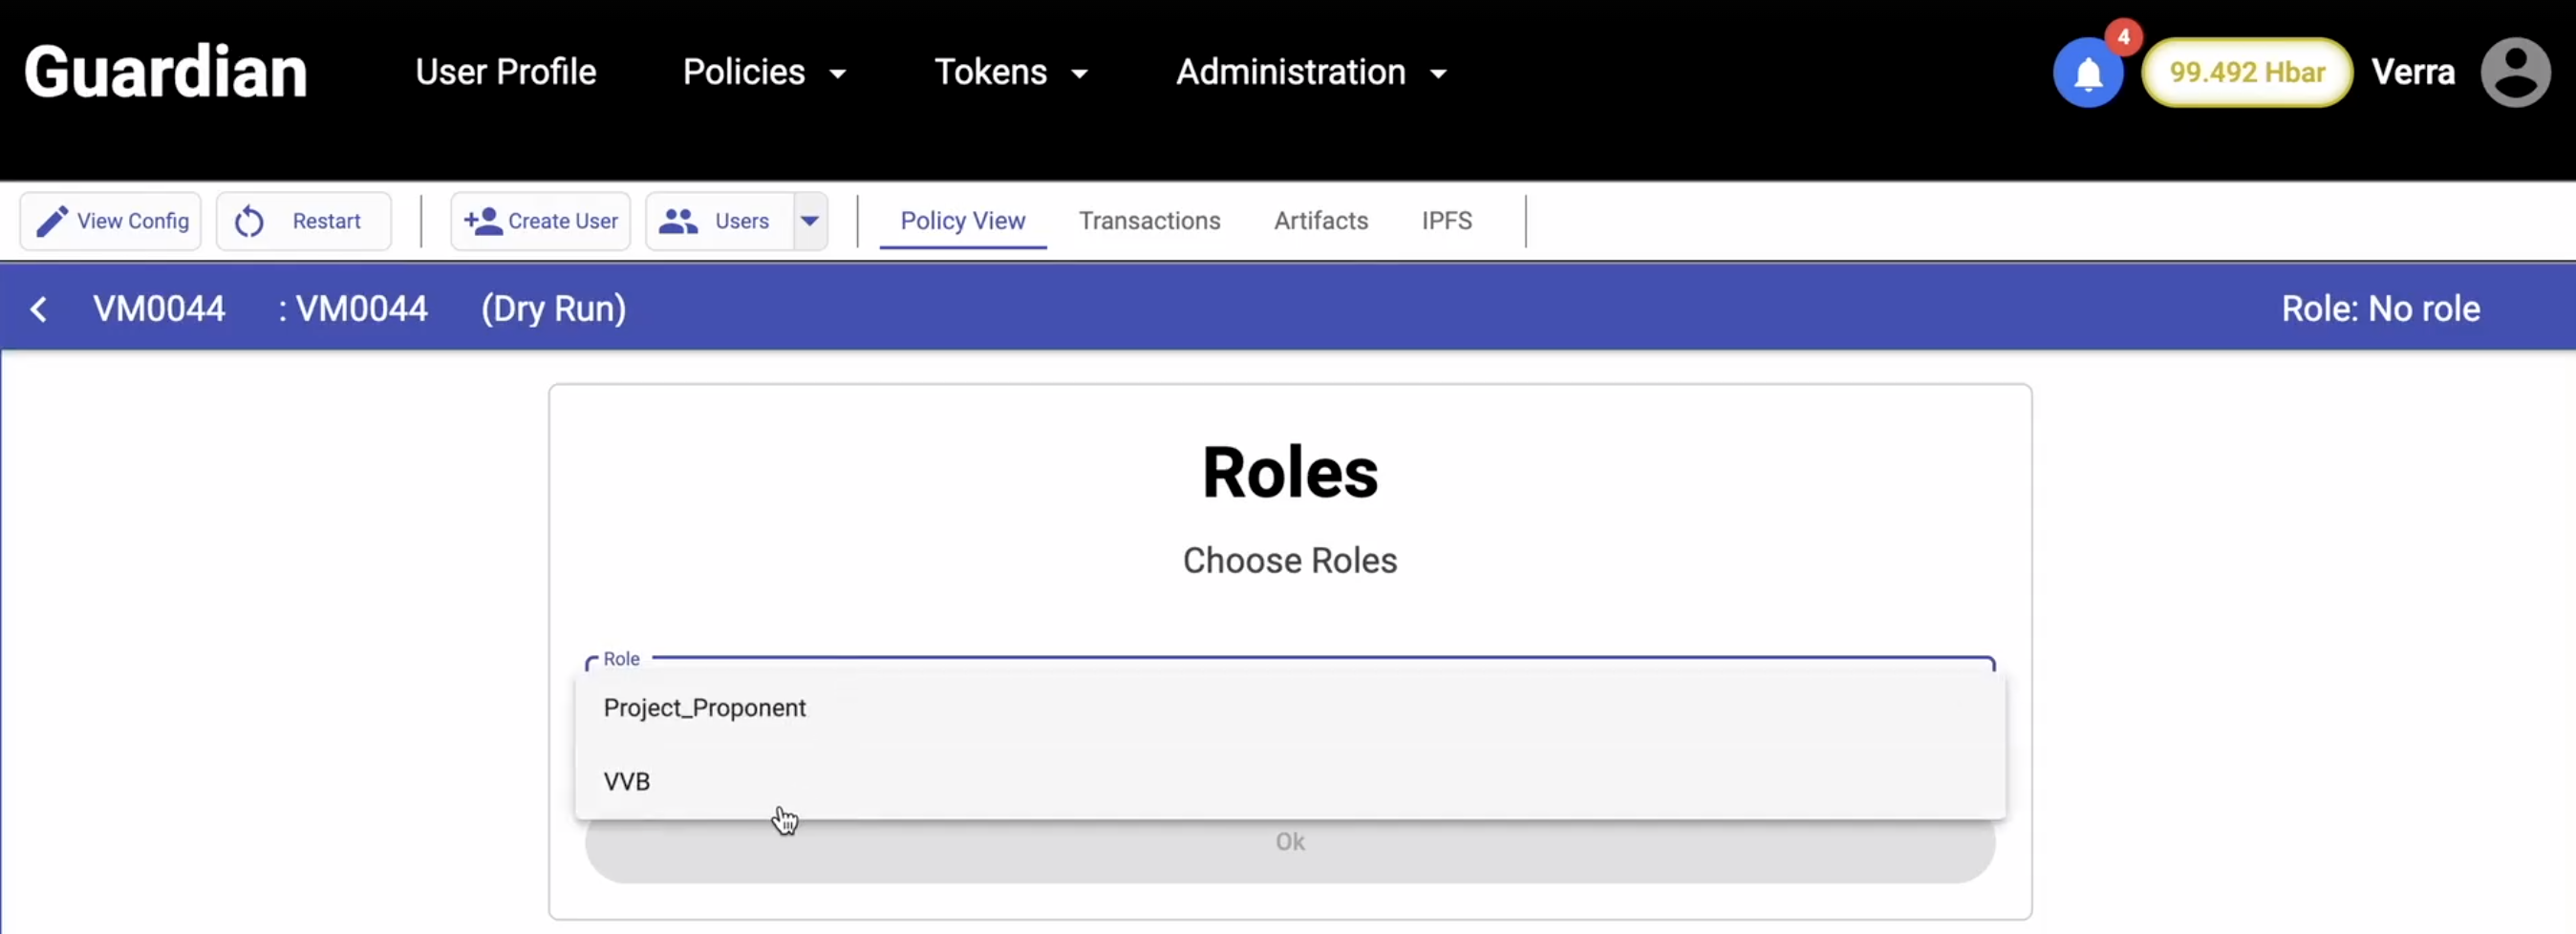 Guardian User Profile Policies Tokens Administration 4 99.492 Hbar Verra
View Config Restart Create User Users Policy View Transactions Artifacts IPFS
VM0044 : VM0044 (Dry Run) Role: No role
Roles
Choose Roles
Role
Project_Proponent
VVB
Ok